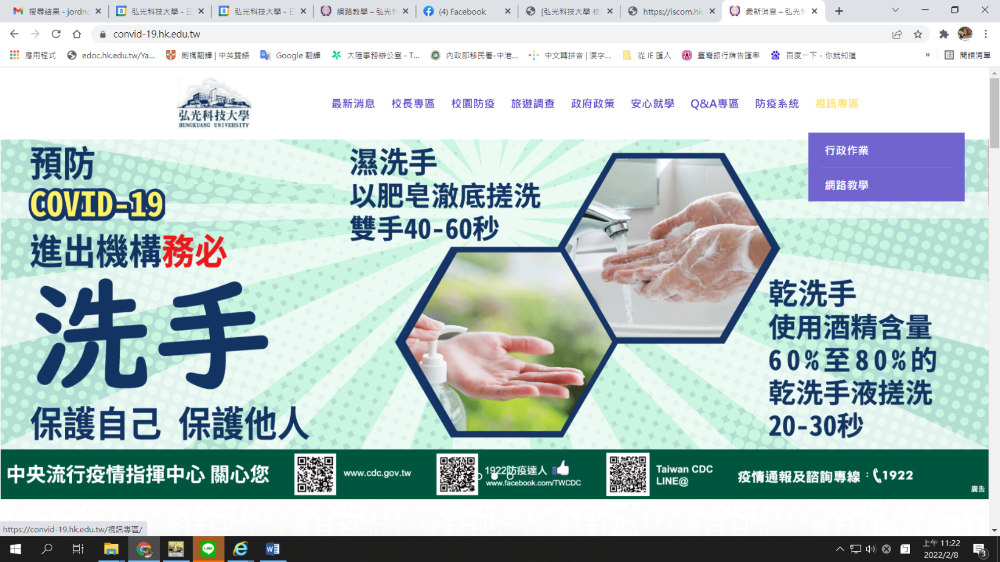 搜尋結果 - jordno
弘光科技大學 - 日
弘光科技大學 - 日
網路教學 – 弘光科
(4) Facebook
[弘光科技大學 校
https://iscom.hk
最新消息 – 弘光科
convid-19.hk.edu.tw
應用程式
edoc.hk.edu.tw/Ya...
劍橋翻譯 | 中英雙語
Google 翻譯
大陸事務辦公室 - T...
內政部移民署-中港...
中文轉拼音 | 漢字...
從 IE 匯入
臺灣銀行牌告匯率
百度一下，你就知道
»
閱讀清單
弘光科技大學
HUNGKUANG UNIVERSITY
最新消息
校長專區
校園防疫
旅遊調查
政府政策
安心就學
Q&A專區
防疫系統
視訊專區
行政作業
網路教學
預防
COVID-19
進出機構務必
洗手
保護自己 保護他人
濕洗手
以肥皂澈底搓洗
雙手40-60秒
乾洗手
使用酒精含量
60%至80%的
乾洗手液搓洗
20-30秒
中央流行疫情指揮中心 關心您
www.cdc.gov.tw
1922防疫達人
www.facebook.com/TWCDC
Taiwan CDC
LINE@
疫情通報及諮詢專線：1922
廣告
https://convid-19.hk.edu.tw/視訊專區/
上午 11:22
2022/2/8
3